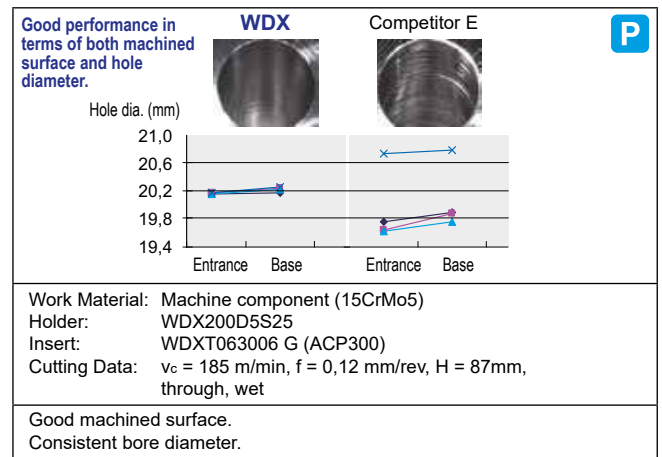 Good performance in
terms of both machined
surface and hole
diameter.
WDX
Competitor E
P
Hole dia. (mm)
21,0
20,6
20,2
19,8
19,4
Entrance Base
Entrance Base
Work Material: Machine component (15CrMo5)
Holder: WDX200D5S25
Insert: WDXT063006 G (ACP300)
Cutting Data: vc = 185 m/min, f = 0,12 mm/rev, H = 87mm,
through, wet
Good machined surface.
Consistent bore diameter.